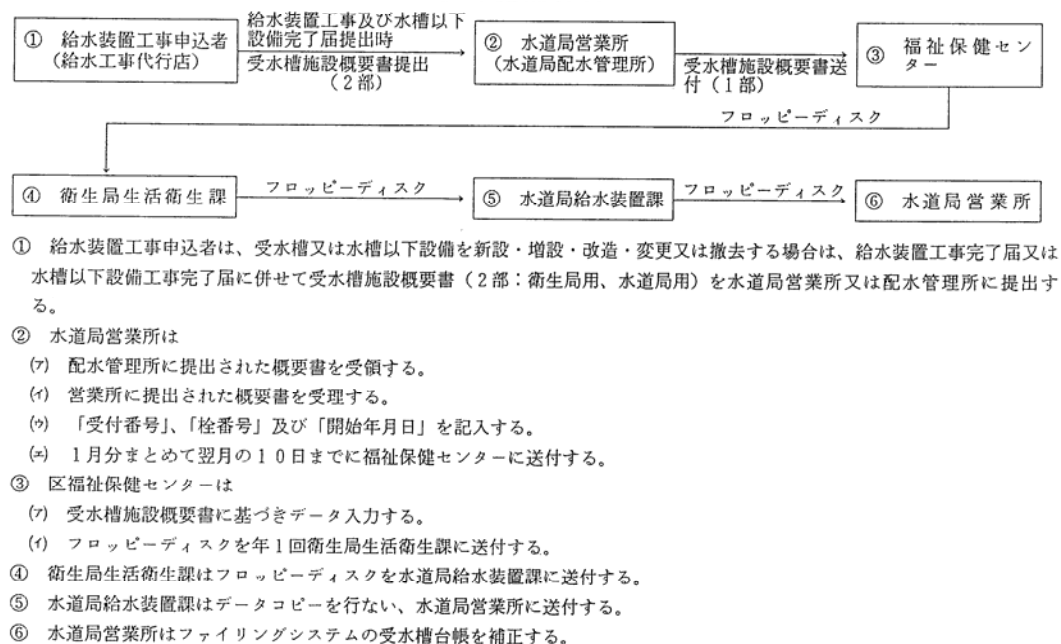 ① 給水装置工事申込者
(給水工事代行店)
給水装置工事及び水槽以下
設備完了届提出時
受水槽施設概要書提出
(2部)
② 水道局営業所
(水道局配水管理所)
受水槽施設概要書送
付(1部)
③ 福祉保健セン
ター
フロッピーディスク
④ 衛生局生活衛生課
フロッピーディスク
⑤ 水道局給水装置課
フロッピーディスク
⑥ 水道局営業所
① 給水装置工事申込者は、受水槽又は水槽以下設備を新設・増設・改造・変更又は撤去する場合は、給水装置工事完了届又は
水槽以下設備工事完了届に併せて受水槽施設概要書(2部:衛生局用、水道局用)を水道局営業所又は配水管理所に提出す
る。
② 水道局営業所は
㋐ 配水管理所に提出された概要書を受領する。
㋑ 営業所に提出された概要書を受理する。
㋒ 「受付番号」、「栓番号」及び「開始年月日」を記入する。
㋓ 1月分まとめて翌月の10日までに福祉保健センターに送付する。
③ 区福祉保健センターは
㋐ 受水槽施設概要書に基づきデータ入力する。
㋑ フロッピーディスクを年1回衛生局生活衛生課に送付する。
④ 衛生局生活衛生課はフロッピーディスクを水道局給水装置課に送付する。
⑤ 水道局給水装置課はデータコピーを行ない、水道局営業所に送付する。
⑥ 水道局営業所はファイリングシステムの受水槽台帳を補正する。